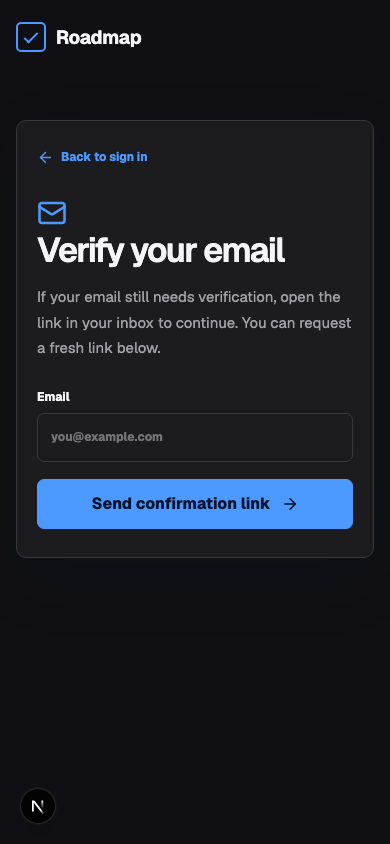 Roadmap
Back to sign in
Verify your email
If your email still needs verification, open the
link in your inbox to continue. You can request
a fresh link below.
Email
you@example.com
Send confirmation link
N